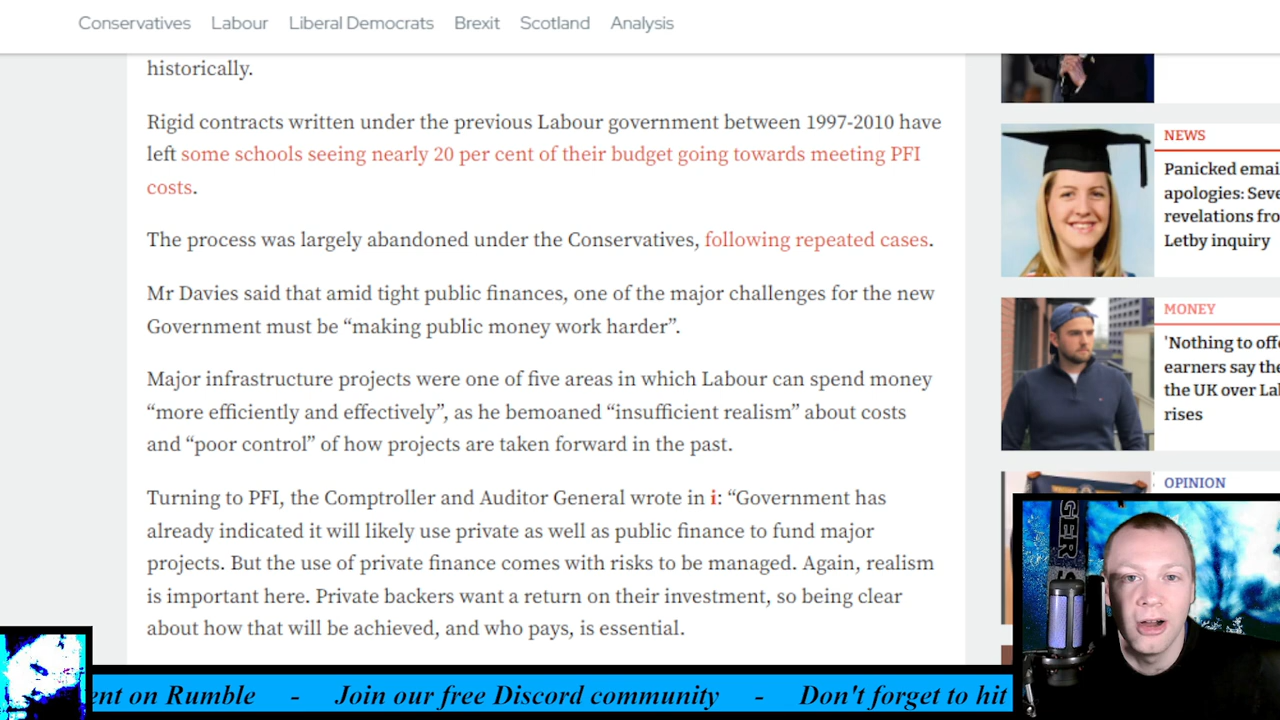 Conservatives Labour Liberal Democrats Brexit Scotland Analysis
historically.
Rigid contracts written under the previous Labour government between 1997-2010 have
left some schools seeing nearly 20 per cent of their budget going towards meeting PFI
costs.
The process was largely abandoned under the Conservatives, following repeated cases.
Mr Davies said that amid tight public finances, one of the major challenges for the new
Government must be “making public money work harder”.
Major infrastructure projects were one of five areas in which Labour can spend money
“more efficiently and effectively”, as he bemoaned “insufficient realism” about costs
and “poor control” of how projects are taken forward in the past.
Turning to PFI, the Comptroller and Auditor General wrote in i: “Government has
already indicated it will likely use private as well as public finance to fund major
projects. But the use of private finance comes with risks to be managed. Again, realism
is important here. Private backers want a return on their investment, so being clear
about how that will be achieved, and who pays, is essential.
NEWS
Panicked emai
apologies: Seve
revelations fro
Letby inquiry
MONEY
'Nothing to offe
earners say the
the UK over Lab
rises
OPINION
GER
ent on Rumble - Join our free Discord community - Don't forget to hit